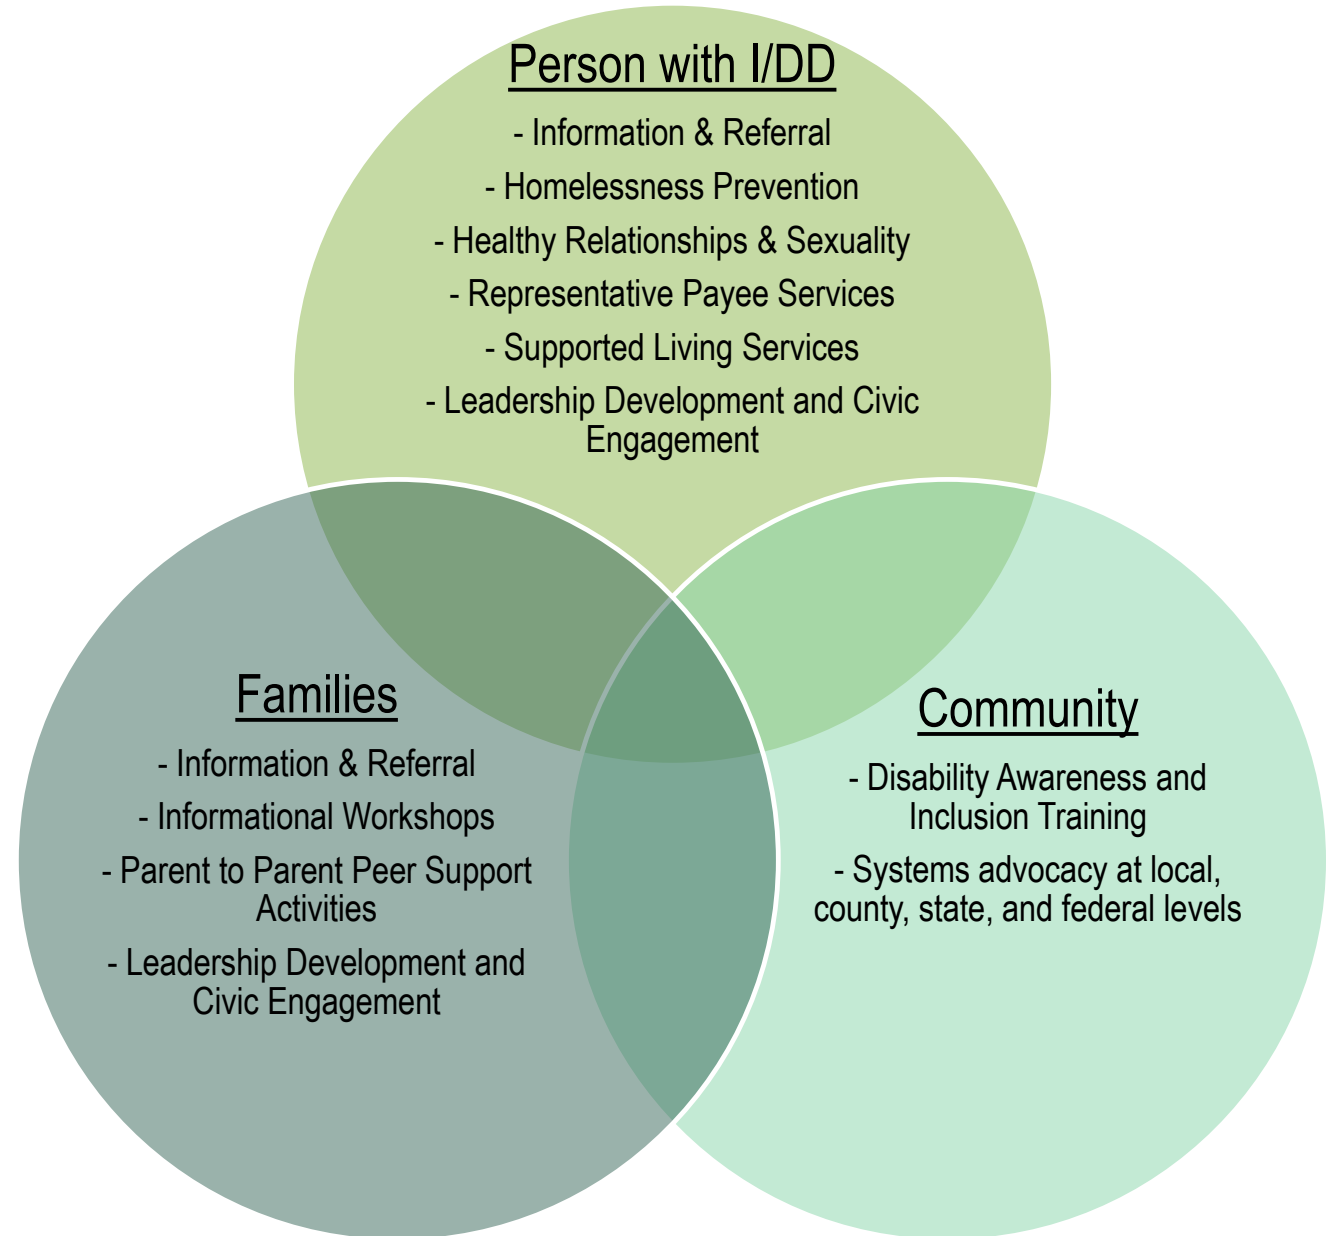 Person with I/DD
- Information & Referral
- Homelessness Prevention
- Healthy Relationships & Sexuality
- Representative Payee Services
- Supported Living Services
- Leadership Development and Civic
Engagement
Families
- Information & Referral
- Informational Workshops
- Parent to Parent Peer Support
Activities
- Leadership Development and
Civic Engagement
Community
- Disability Awareness and
Inclusion Training
- Systems advocacy at local,
county, state, and federal levels